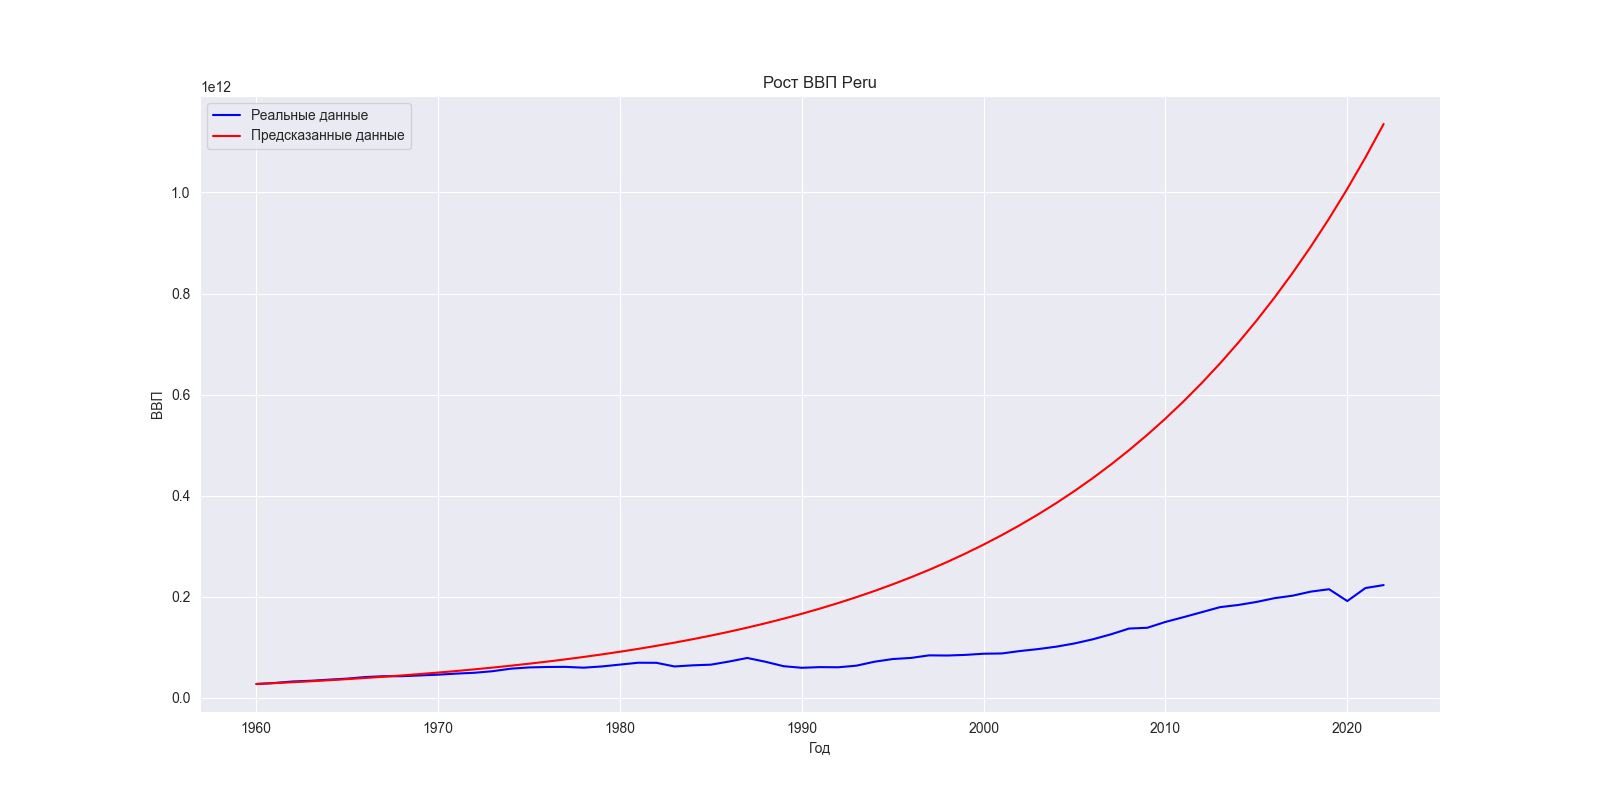 Рост ВВП Peru
1e12
Реальные данные
Предсказанные данные
1.0
0.8
0.6
0.4
0.2
0.0
ВВП
1960 1970 1980 1990 2000 2010 2020
Год